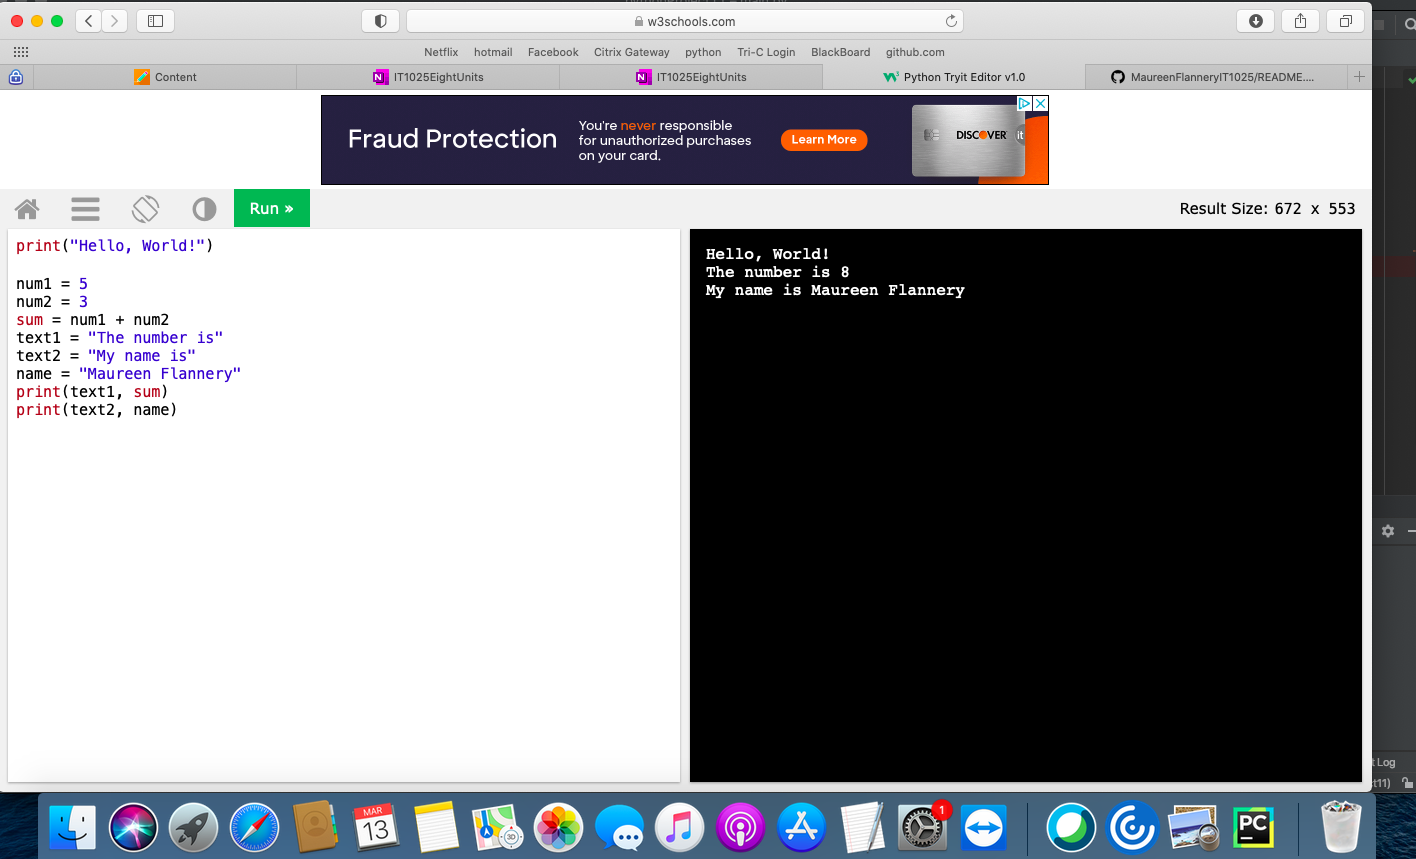 w3schools.com
Netflix hotmail Facebook Citrix Gateway python Tri-C Login BlackBoard github.com
Content IT1025EightUnits IT1025EightUnits Python Tryit Editor v1.0 MaureenFlanneryIT1025/README....
Fraud Protection
You're never responsible
for unauthorized purchases
on your card.
Learn More
DISCOVER it
Run »
Result Size: 672 x 553
print("Hello, World!")
num1 = 5
num2 = 3
sum = num1 + num2
text1 = "The number is"
text2 = "My name is"
name = "Maureen Flannery"
print(text1, sum)
print(text2, name)
Hello, World!
The number is 8
My name is Maureen Flannery
t Log
t11)
MAR
13
3D
1
PC